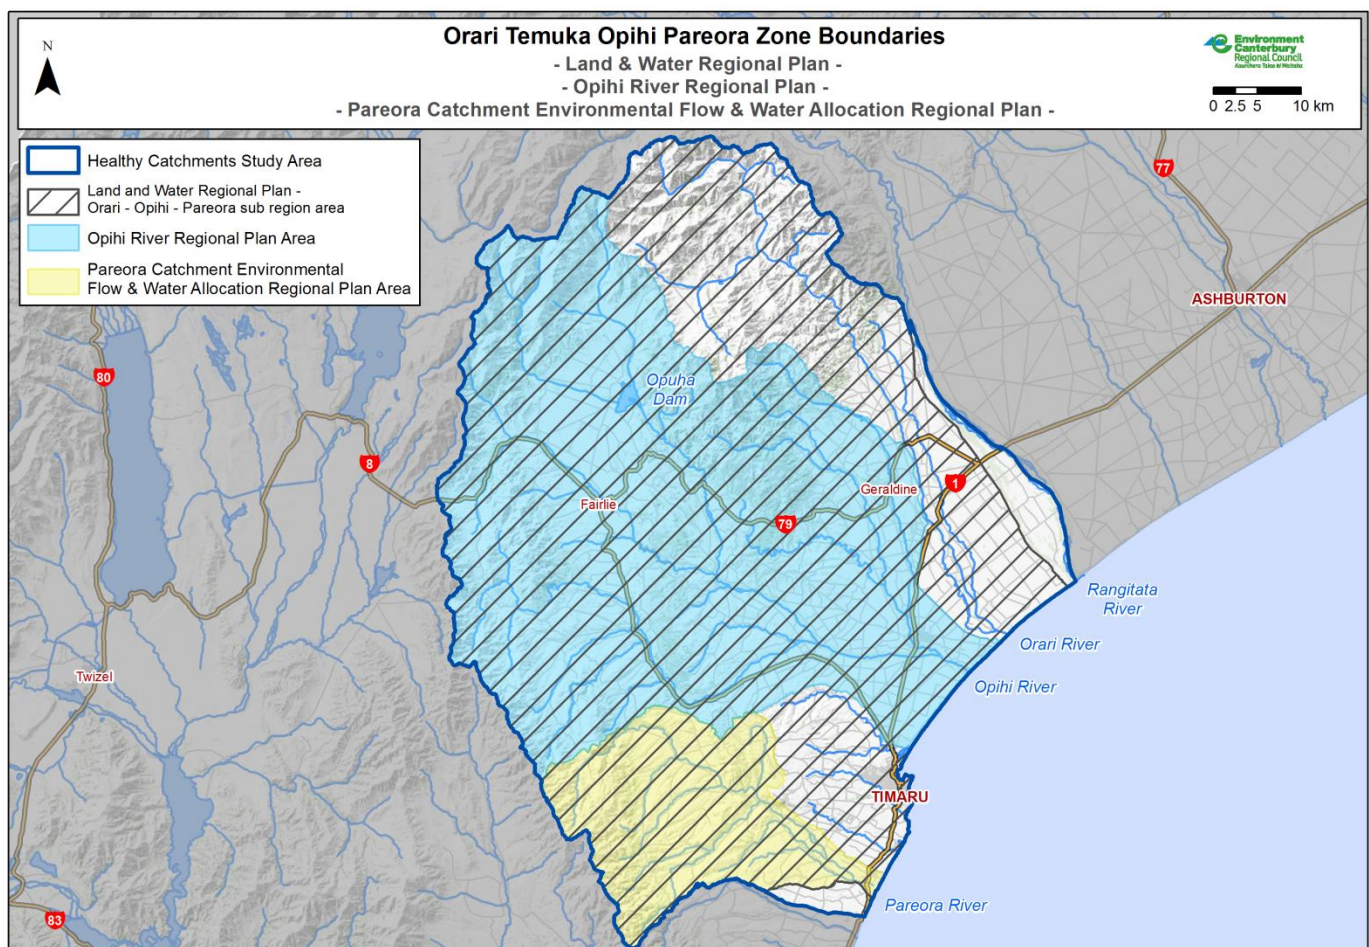 N
Orari Temuka Opihi Pareora Zone Boundaries
- Land & Water Regional Plan -
- Opihi River Regional Plan -
- Pareora Catchment Environmental Flow & Water Allocation Regional Plan -
Environment
Canterbury
Regional Council
Kaunihera Taiao ki Waitaha
0 2.5 5 10 km
Healthy Catchments Study Area
Land and Water Regional Plan -
Orari - Opihi - Pareora sub region area
Opihi River Regional Plan Area
Pareora Catchment Environmental
Flow & Water Allocation Regional Plan Area
77
ASHBURTON
80
Opuha
Dam
8
Fairlie
Geraldine
1
79
Rangitata
River
Orari River
Twizel
Opihi River
TIMARU
Pareora River
83